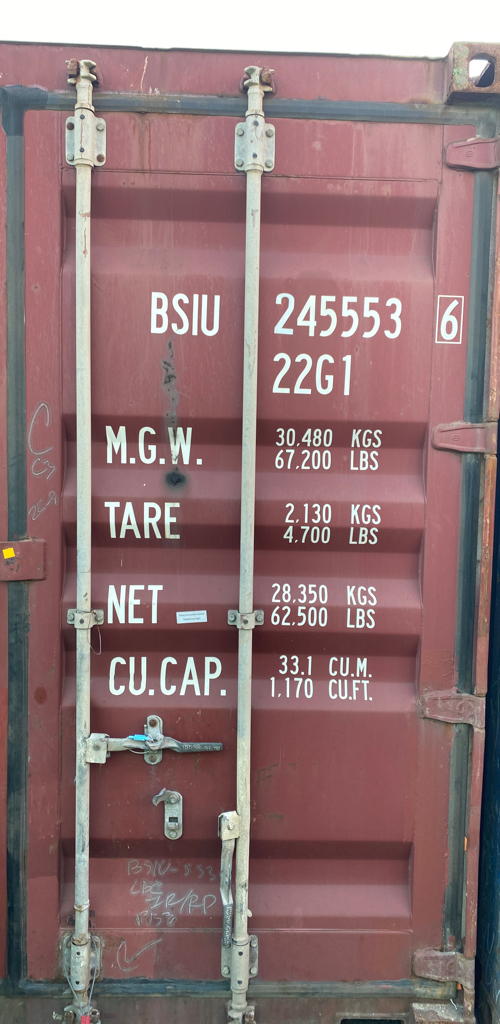 BSIU 245553 6
22G1
M.G.W. 30,480 KGS
67,200 LBS
TARE 2,130 KGS
4,700 LBS
NET 28,350 KGS
62,500 LBS
CU.CAP. 33.1 CU.M.
1,170 CU.FT.
C